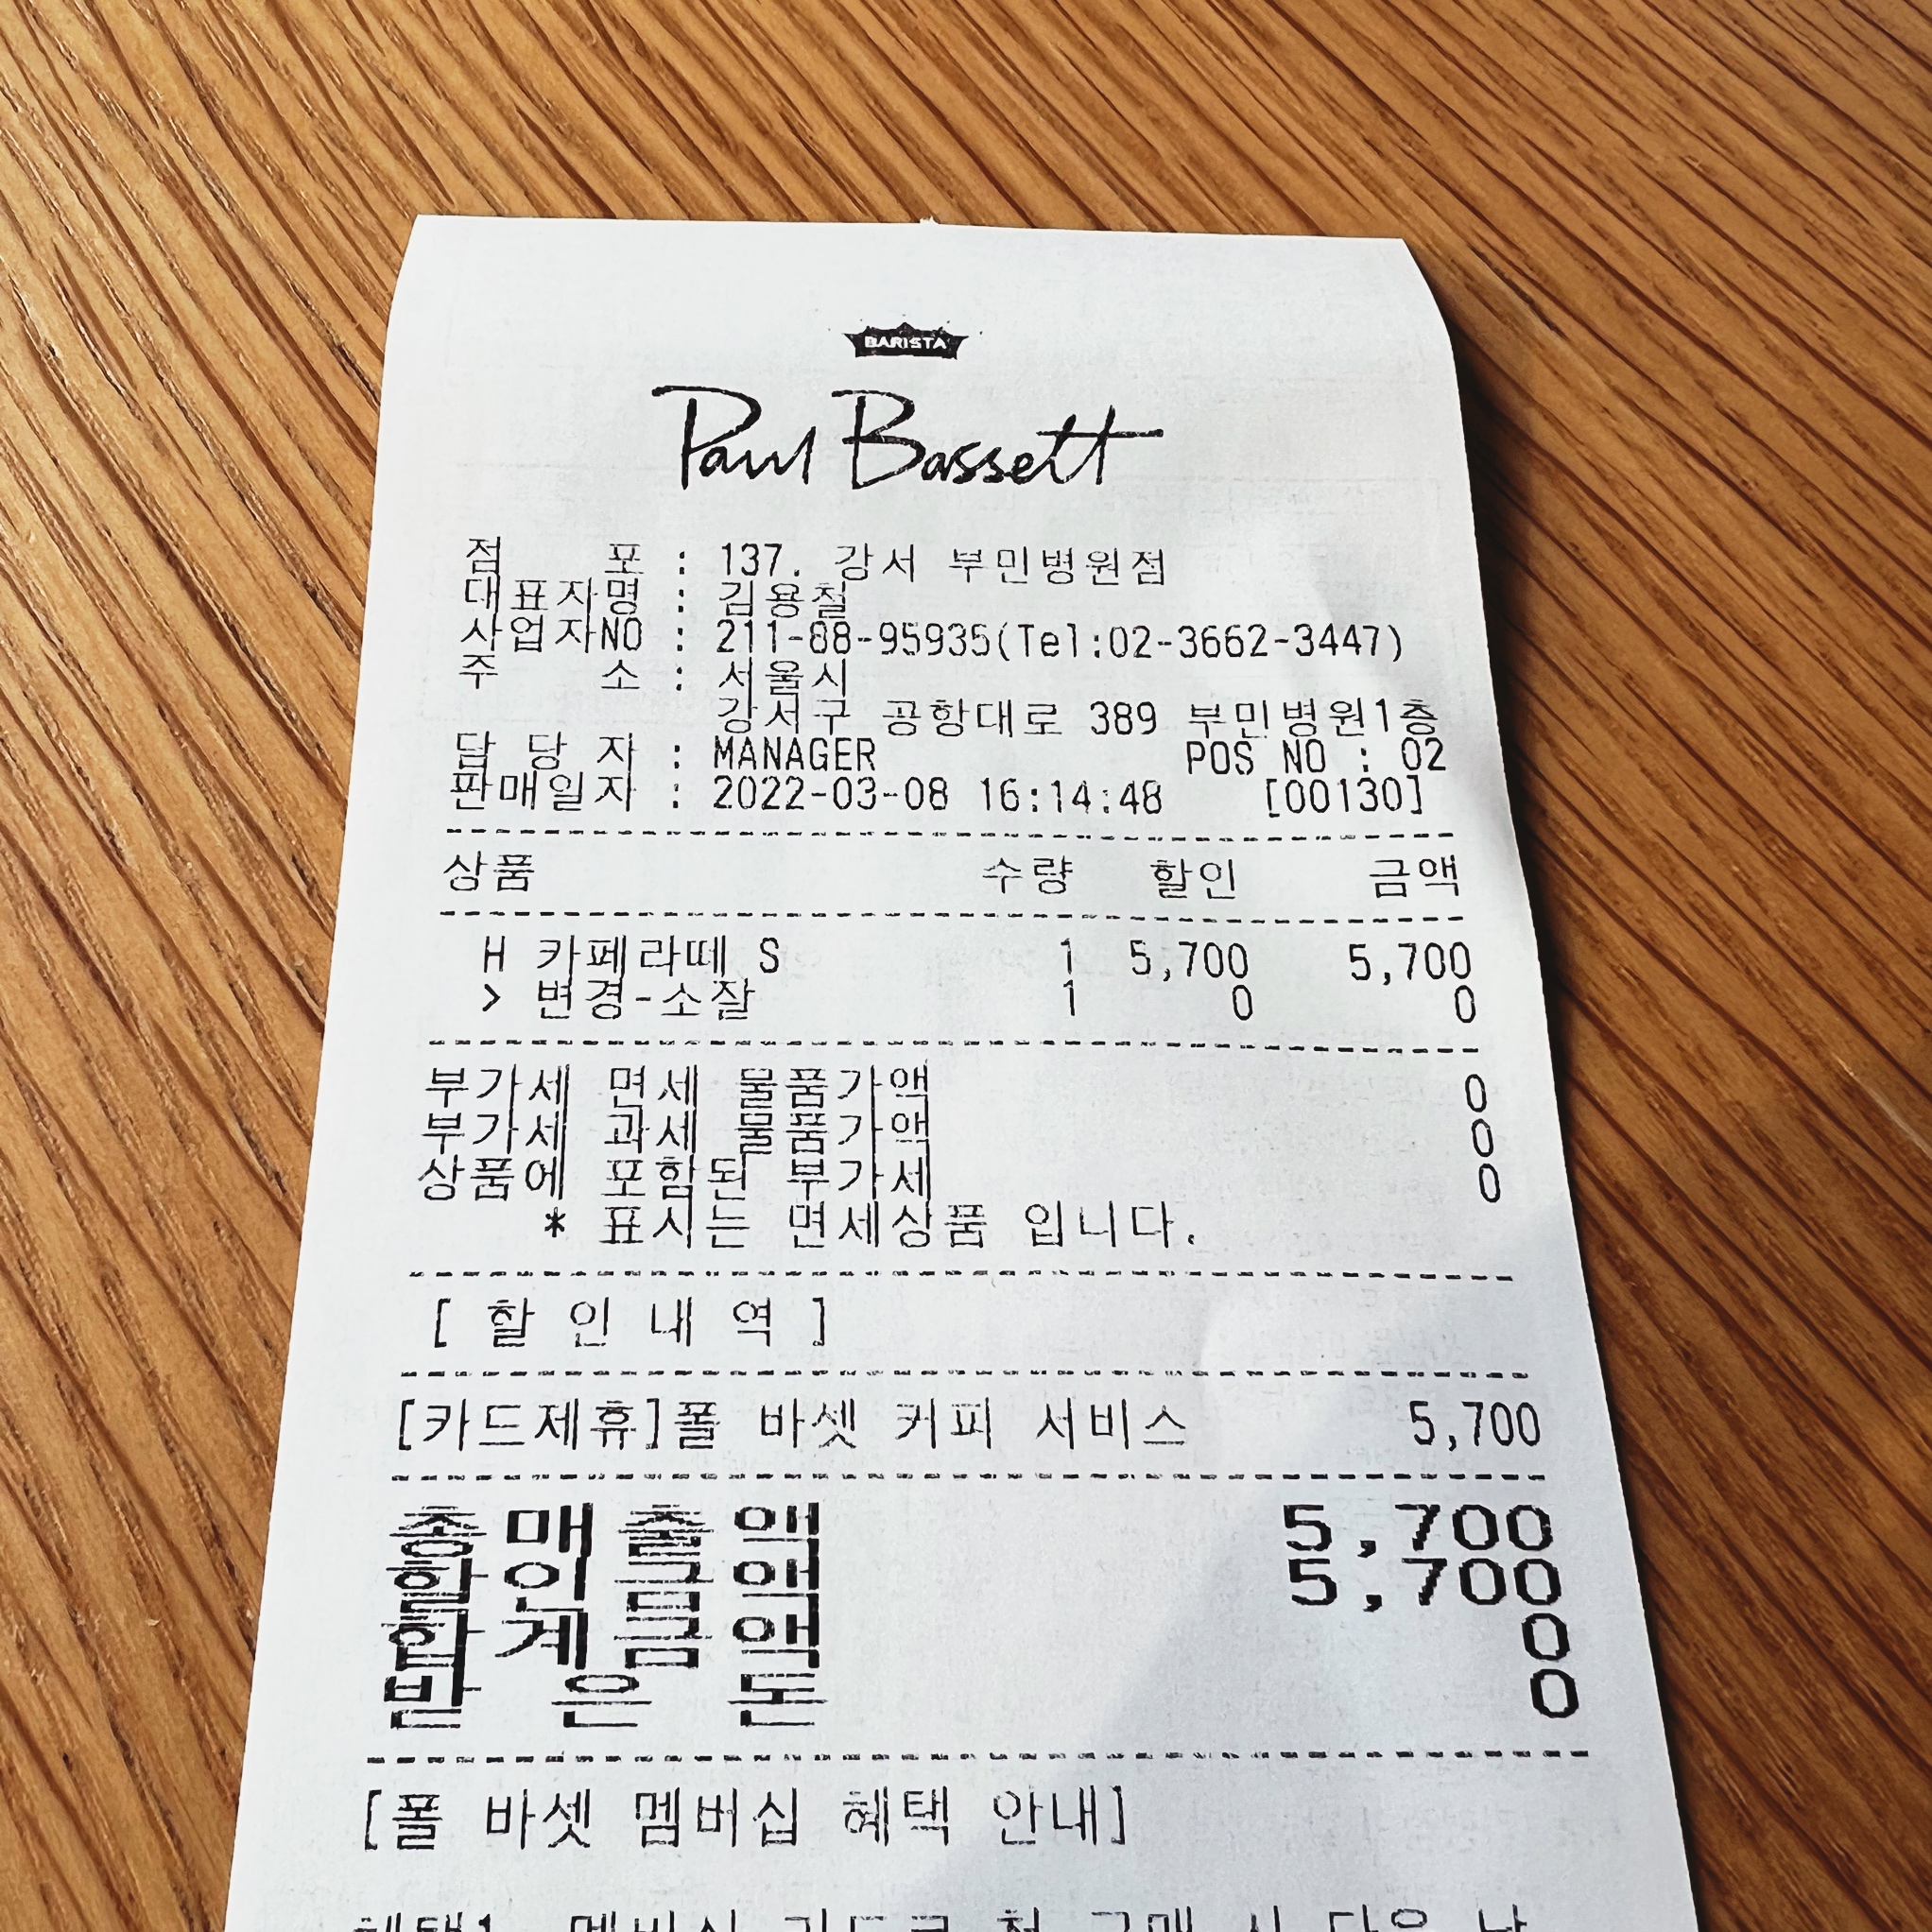 BARISTA
Paul Bassett
점 포 : 137. 강서 부민병원점
대표자명 : 김용철
사업자NO : 211-88-95935(Tel:02-3662-3447)
주 소 : 서울시
강서구 공항대로 389 부민병원1층
담 당 자 : MANAGER POS NO : 02
판매일자 : 2022-03-08 16:14:48 [00130]
상품 수량 할인 금액
H 카페라떼 S 1 5,700 5,700
> 변경-소잘 1 0 0
부가세 면세 물품가액 0
부가세 과세 물품가액 0
상품에 포함된 부가세 0
* 표시는 면세상품 입니다.
[ 할 인 내 역 ]
[카드제휴]폴 바셋 커피 서비스 5,700
총매출액 5,700
할인금액 5,700
합계금액 0
받 은 돈 0
[폴 바셋 멤버십 혜택 안내]